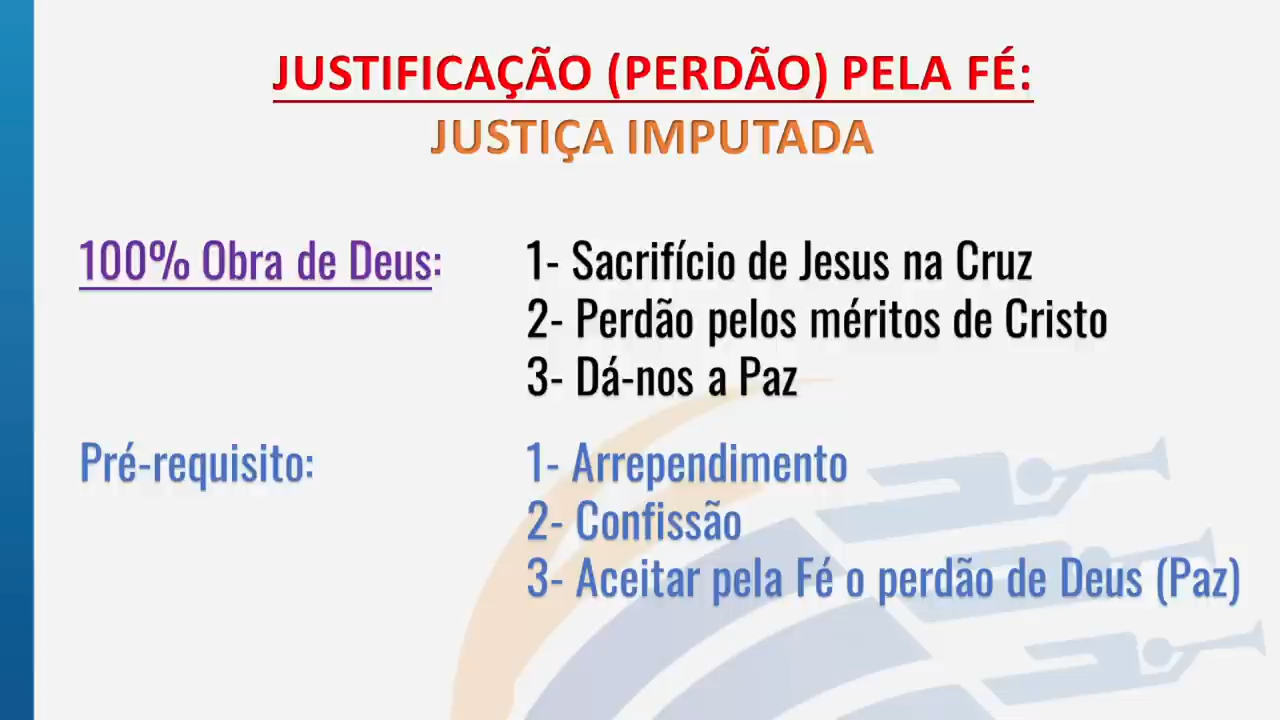 JUSTIFICAÇÃO (PERDÃO) PELA FÉ:
JUSTIÇA IMPUTADA
100% Obra de Deus: 1- Sacrifício de Jesus na Cruz
2- Perdão pelos méritos de Cristo
3- Dá-nos a Paz
Pré-requisito: 1- Arrependimento
2- Confissão
3- Aceitar pela Fé o perdão de Deus (Paz)